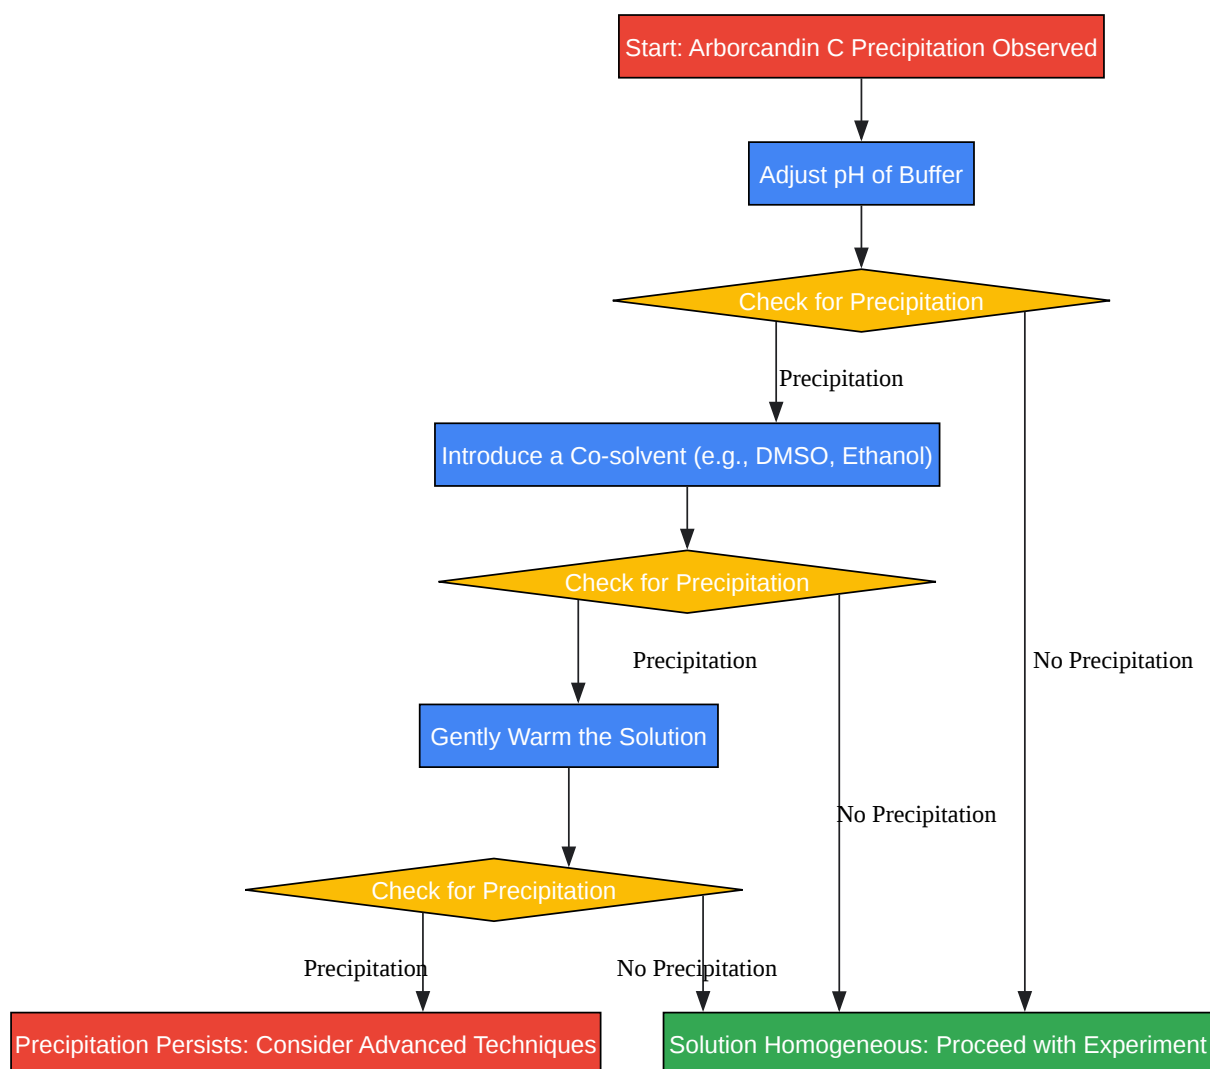 Start: Arborcandin C Precipitation Observed
Adjust pH of Buffer
Check for Precipitation
Precipitation
Introduce a Co-solvent (e.g., DMSO, Ethanol)
Check for Precipitation
Precipitation
No Precipitation
Gently Warm the Solution
No Precipitation
Check for Precipitation
Precipitation
No Precipitation
Precipitation Persists: Consider Advanced Techniques
Solution Homogeneous: Proceed with Experiment